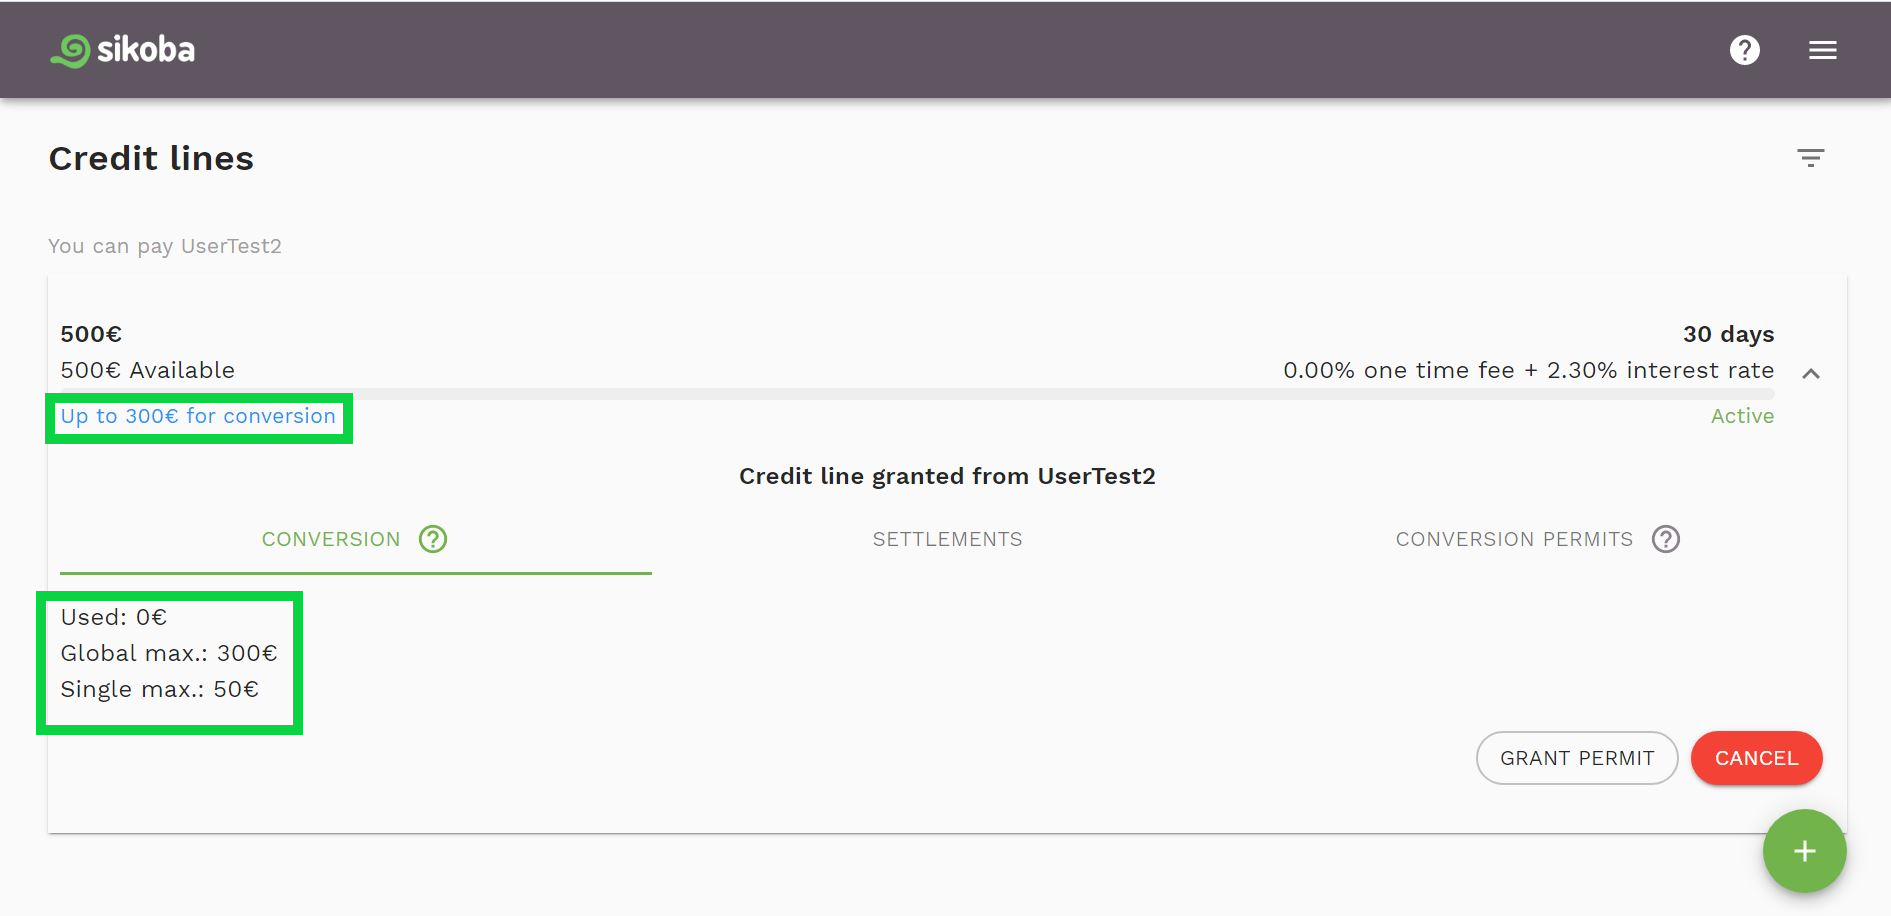 sikoba
Credit lines
You can pay UserTest2
500€
30 days
500€ Available
0.00% one time fee + 2.30% interest rate
Up to 300€ for conversion
Active
Credit line granted from UserTest2
CONVERSION ?
SETTLEMENTS
CONVERSION PERMITS ?
Used: 0€
Global max.: 300€
Single max.: 50€
GRANT PERMIT
CANCEL
+